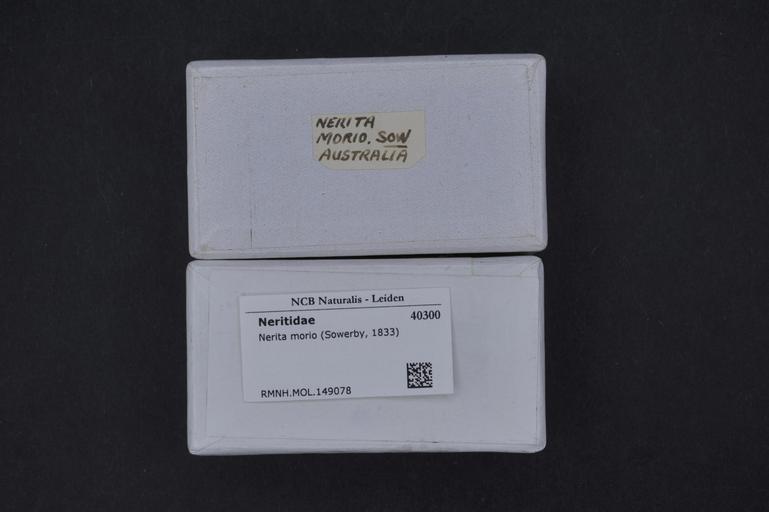 NERITA
MORIO. SOW
AUSTRALIA
NCB Naturalis - Leiden
Neritidae 40300
Nerita morio (Sowerby, 1833)
RMNH.MOL.149078